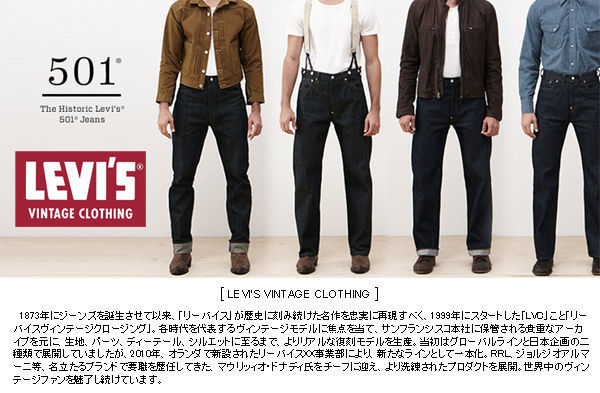 501®
The Historic Levi's®
501® Jeans
LEVI'S
VINTAGE CLOTHING
[ LEVI'S VINTAGE CLOTHING ]
1873年にジーンズを誕生させて以来、「リーバイス」が歴史に刻み続けた名作を忠実に再現すべく、1999年にスタートした「LVC」こと「リー
バイスヴィンテージクロージング」。各時代を代表するヴィンテージモデルに焦点を当て、サンフランシスコ本社に保管される貴重なアーカ
イブを元に、生地、パーツ、ディーテール、シルエットに至るまで、よりリアルな復刻モデルを生産。当初はグローバルラインと日本企画の二
種類で展開していましたが、2010年、オランダで新設されたリーバイスXX事業部により、新たなラインとして一本化。RRL、ジョルジオアルマ
ーニ等、名立たるブランドで要職を歴任してきた、マウリッィオ・ドナディ氏をチーフに迎え、より洗練されたプロダクトを展開。世界中のヴィン
テージファンを魅了し続けています。